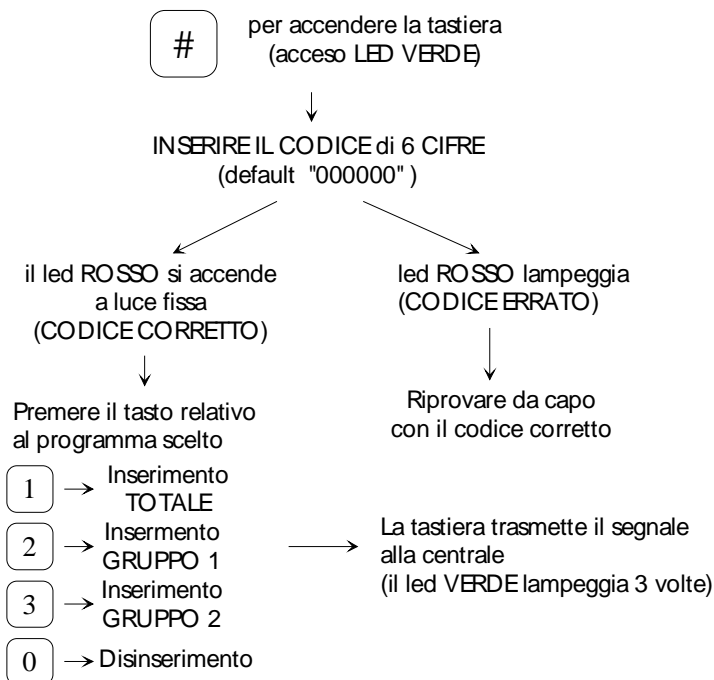 #
per accendere la tastiera
(acceso LED VERDE)
INSERIRE IL CODICE di 6 CIFRE
(default "000000" )
il led ROSSO si accende
a luce fissa
(CODICE CORRETTO)
led ROSSO lampeggia
(CODICE ERRATO)
Premere il tasto relativo
al programma scelto
Riprovare da capo
con il codice corretto
1 → Inserimento
TOTALE
2 → Insermento
GRUPPO 1
3 → Inserimento
GRUPPO 2
0 → Disinserimento
La tastiera trasmette il segnale
alla centrale
(il led VERDE lampeggia 3 volte)